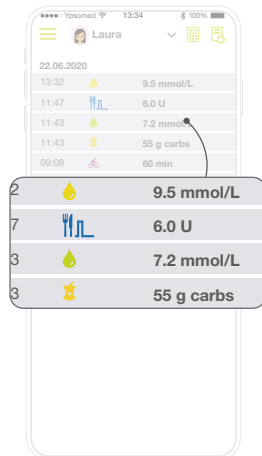 Ypsomed 13:34 100%
Laura
22.06.2020
13:32 9.5 mmol/L
11:47 6.0 U
11:43 7.2 mmol/L
11:43 55 g carbs
09:08 60 min
2 9.5 mmol/L
7 6.0 U
3 7.2 mmol/L
3 55 g carbs